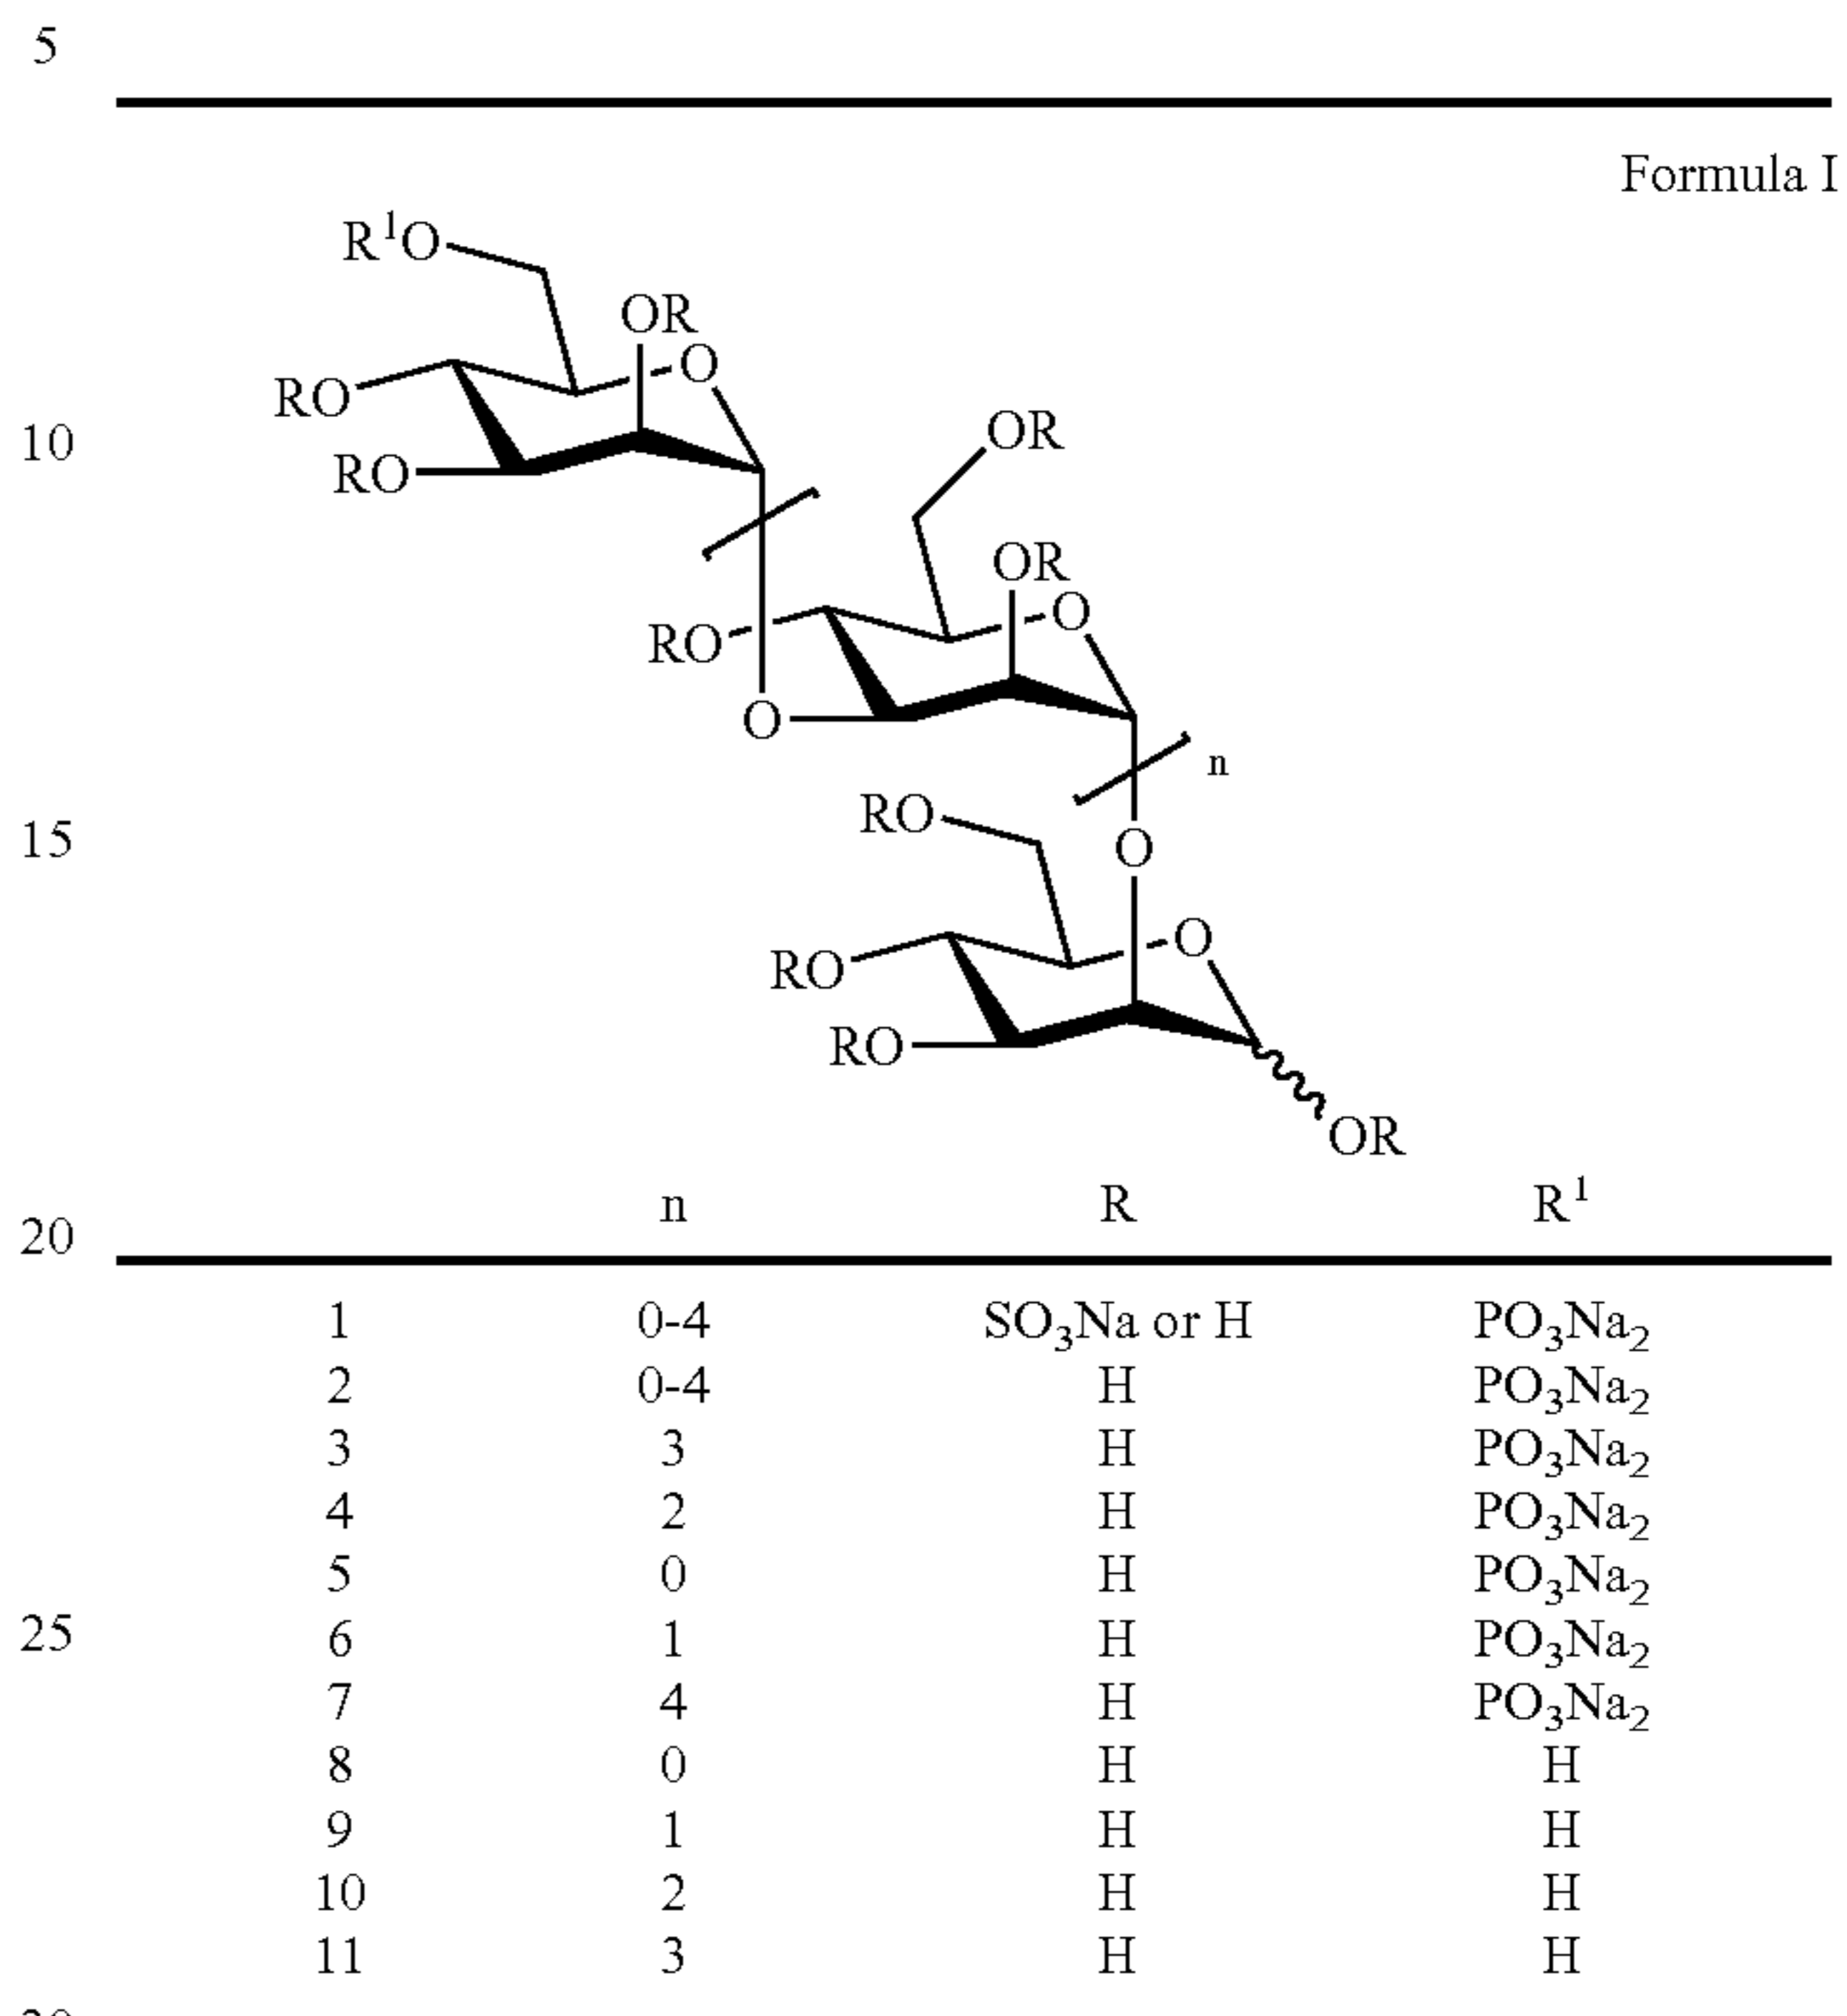 5
Formula I
R¹O
OR
O
RO
10
OR
RO
OR
O
RO
O
n
RO
15
O
O
RO
RO
OR
n R R¹
20
1 0-4 SO₃Na or H PO₃Na₂
2 0-4 H PO₃Na₂
3 3 H PO₃Na₂
4 2 H PO₃Na₂
5 0 H PO₃Na₂
25
6 1 H PO₃Na₂
7 4 H PO₃Na₂
8 0 H H
9 1 H H
10 2 H H
11 3 H H